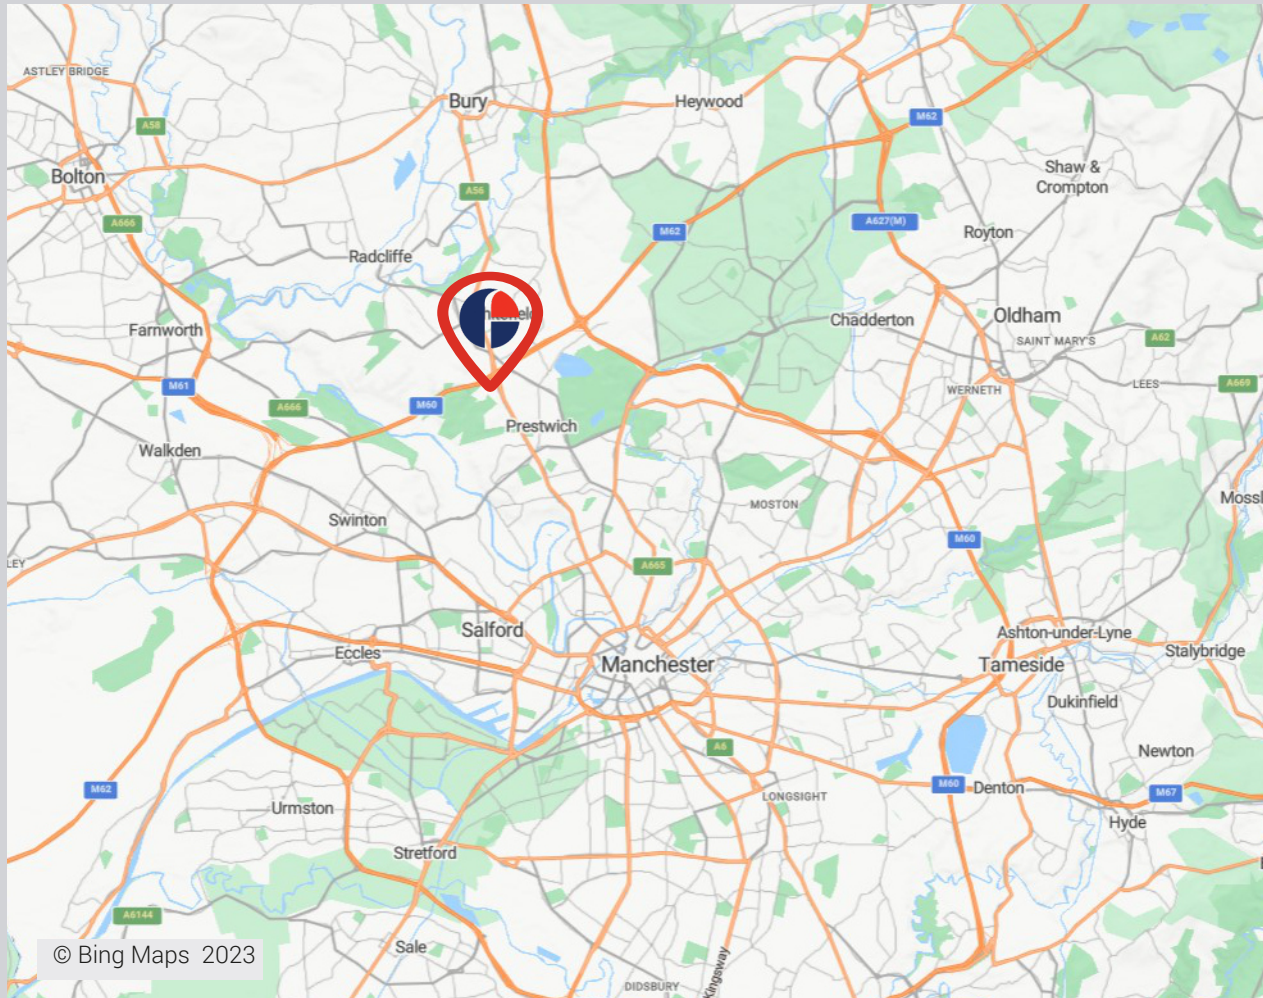 ASTLEY BRIDGE
Bury
Heywood
M62
A58
Shaw &
Crompton
Bolton
A56
A666
A627(M)
M62
Royton
Radcliffe
Oldham
Chadderton
Farnworth
SAINT MARY'S
A62
LEES
A669
M61
WERNETH
M60
A666
Prestwich
Walkden
Mossl
MOSTON
Swinton
M60
LEY
A665
Salford
Ashton-under-Lyne
Eccles
Manchester
Tameside
Stalybridge
Dukinfield
A6
Newton
M62
M60
Denton
M67
LONGSIGHT
Urmston
Hyde
Stretford
A6144
Sale
© Bing Maps 2023
Kingsway
DIDSBURY